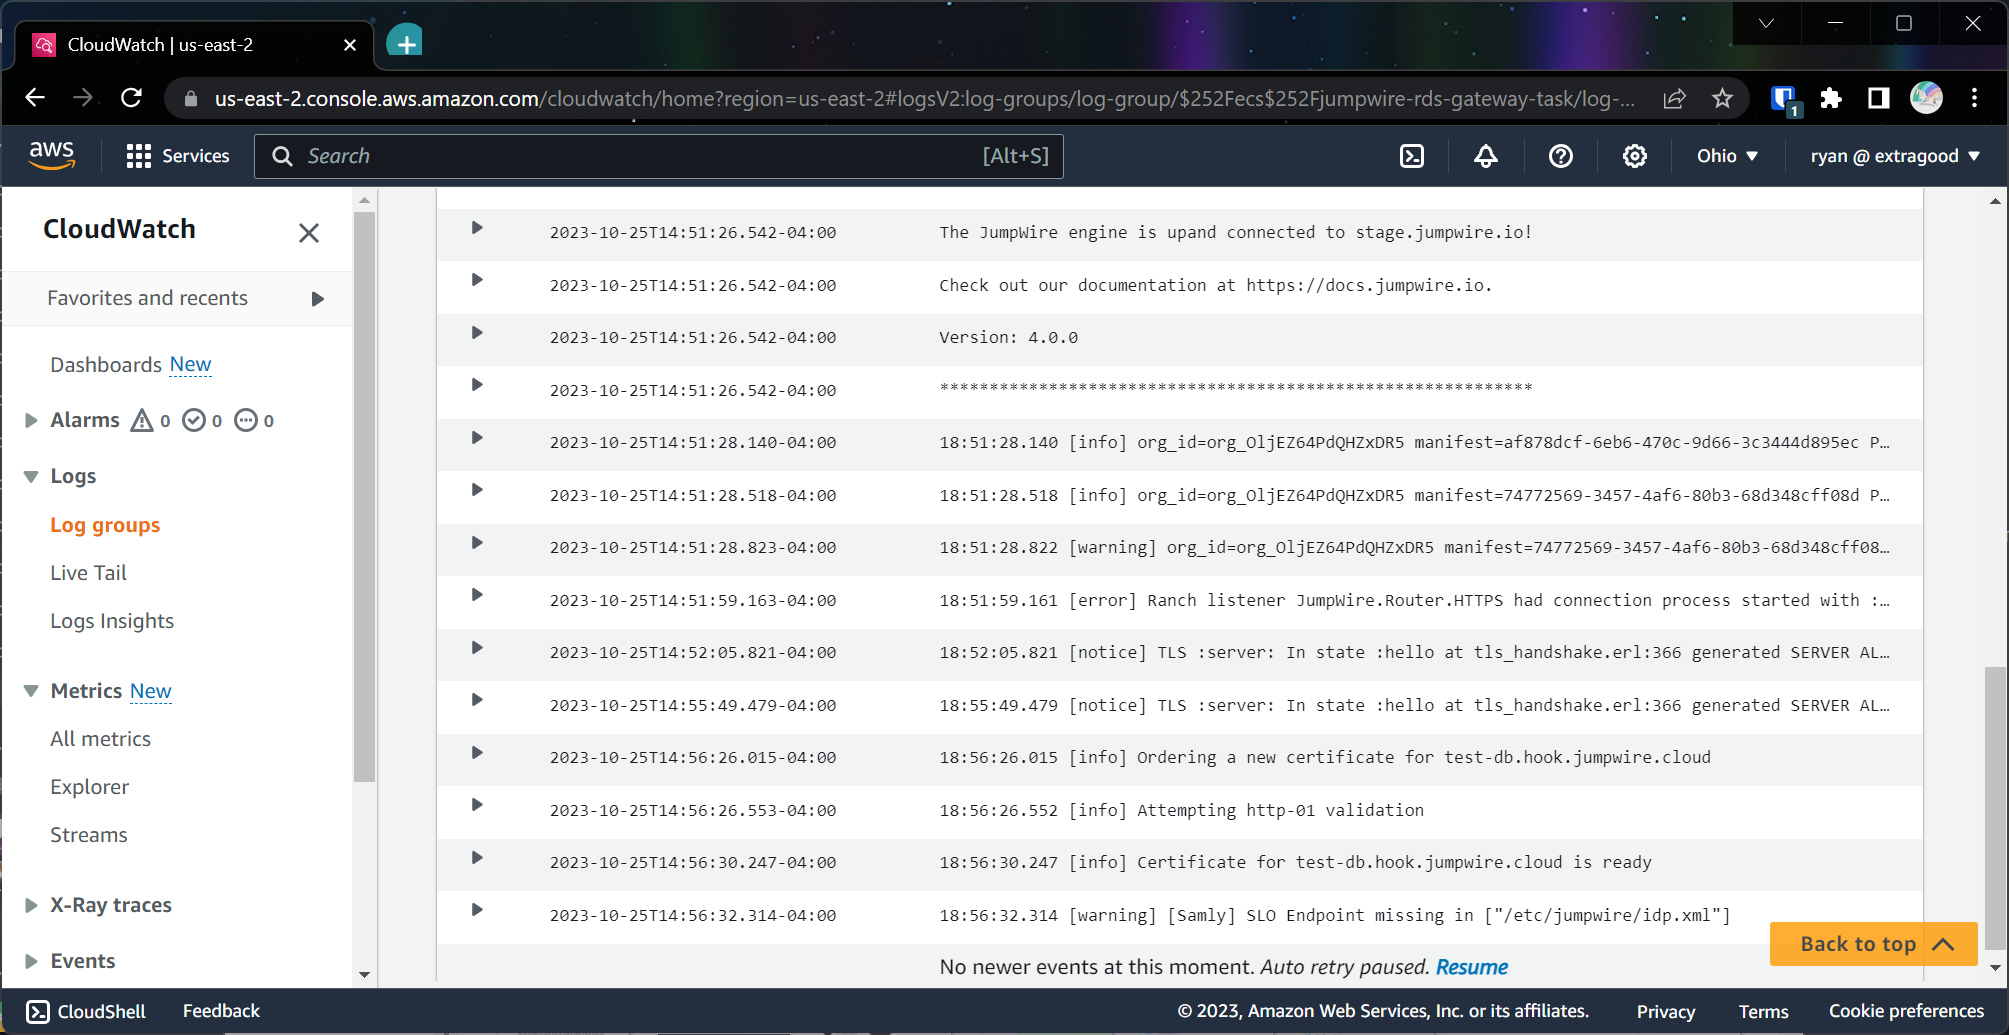 CloudWatch | us-east-2
us-east-2.console.aws.amazon.com/cloudwatch/home?region=us-east-2#logsV2:log-groups/log-group/$252Fecs$252Fjumpwire-rds-gateway-task/log-...
1
aws
Services
Search
[Alt+S]
Ohio
ryan @ extragood
CloudWatch
Favorites and recents
Dashboards New
Alarms 0 0 0
Logs
Log groups
Live Tail
Logs Insights
Metrics New
All metrics
Explorer
Streams
X-Ray traces
Events
2023-10-25T14:51:26.542-04:00 The JumpWire engine is upand connected to stage.jumpwire.io!
2023-10-25T14:51:26.542-04:00 Check out our documentation at https://docs.jumpwire.io.
2023-10-25T14:51:26.542-04:00 Version: 4.0.0
2023-10-25T14:51:26.542-04:00 ************************************************************
2023-10-25T14:51:28.140-04:00 18:51:28.140 [info] org_id=org_OljEZ64PdQHZxDR5 manifest=af878dcf-6eb6-470c-9d66-3c3444d895ec P…
2023-10-25T14:51:28.518-04:00 18:51:28.518 [info] org_id=org_OljEZ64PdQHZxDR5 manifest=74772569-3457-4af6-80b3-68d348cff08d P…
2023-10-25T14:51:28.823-04:00 18:51:28.822 [warning] org_id=org_OljEZ64PdQHZxDR5 manifest=74772569-3457-4af6-80b3-68d348cff08…
2023-10-25T14:51:59.163-04:00 18:51:59.161 [error] Ranch listener JumpWire.Router.HTTPS had connection process started with :…
2023-10-25T14:52:05.821-04:00 18:52:05.821 [notice] TLS :server: In state :hello at tls_handshake.erl:366 generated SERVER AL…
2023-10-25T14:55:49.479-04:00 18:55:49.479 [notice] TLS :server: In state :hello at tls_handshake.erl:366 generated SERVER AL…
2023-10-25T14:56:26.015-04:00 18:56:26.015 [info] Ordering a new certificate for test-db.hook.jumpwire.cloud
2023-10-25T14:56:26.553-04:00 18:56:26.552 [info] Attempting http-01 validation
2023-10-25T14:56:30.247-04:00 18:56:30.247 [info] Certificate for test-db.hook.jumpwire.cloud is ready
2023-10-25T14:56:32.314-04:00 18:56:32.314 [warning] [Samly] SLO Endpoint missing in ["/etc/jumpwire/idp.xml"]
No newer events at this moment. Auto retry paused. Resume
Back to top
CloudShell
Feedback
© 2023, Amazon Web Services, Inc. or its affiliates.
Privacy
Terms
Cookie preferences